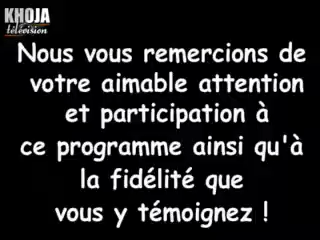 KHOJA
télévision
Nous vous remercions de
votre aimable attention
et participation à
ce programme ainsi qu'à
la fidélité que
vous y témoignez !